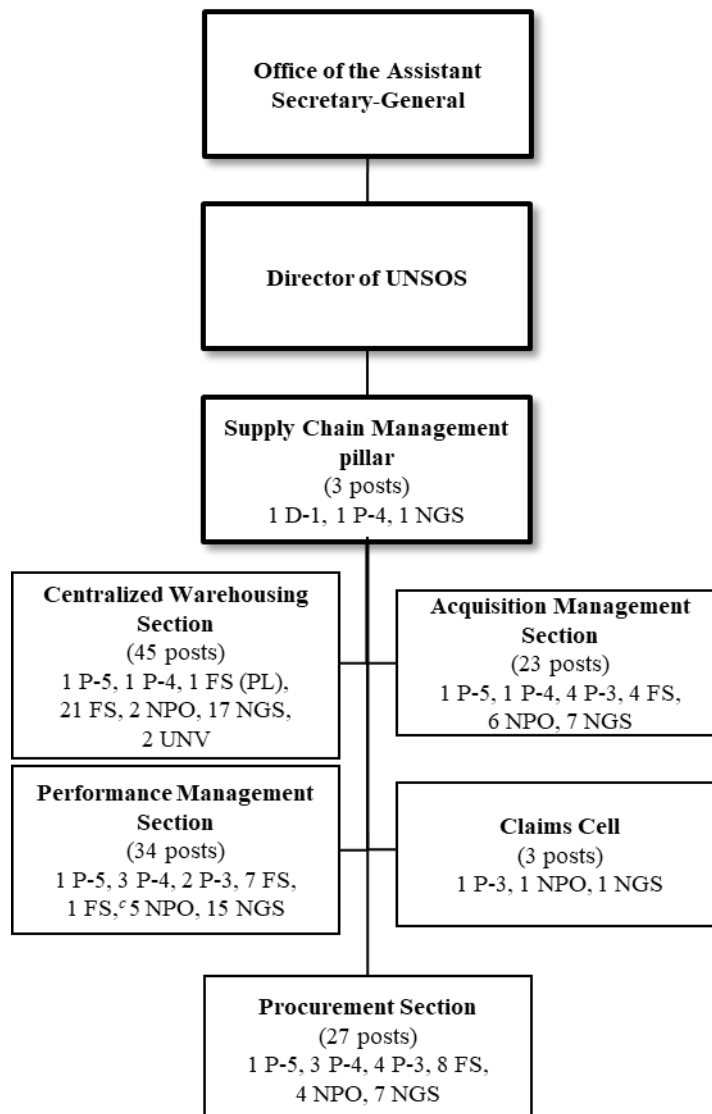 Office of the Assistant
Secretary-General
Director of UNSOS
Supply Chain Management
pillar
(3 posts)
1 D-1, 1 P-4, 1 NGS
Centralized Warehousing
Section
(45 posts)
1 P-5, 1 P-4, 1 FS (PL),
21 FS, 2 NPO, 17 NGS,
2 UNV
Acquisition Management
Section
(23 posts)
1 P-5, 1 P-4, 4 P-3, 4 FS,
6 NPO, 7 NGS
Performance Management
Section
(34 posts)
1 P-5, 3 P-4, 2 P-3, 7 FS,
1 FS,ᶜ 5 NPO, 15 NGS
Claims Cell
(3 posts)
1 P-3, 1 NPO, 1 NGS
Procurement Section
(27 posts)
1 P-5, 3 P-4, 4 P-3, 8 FS,
4 NPO, 7 NGS